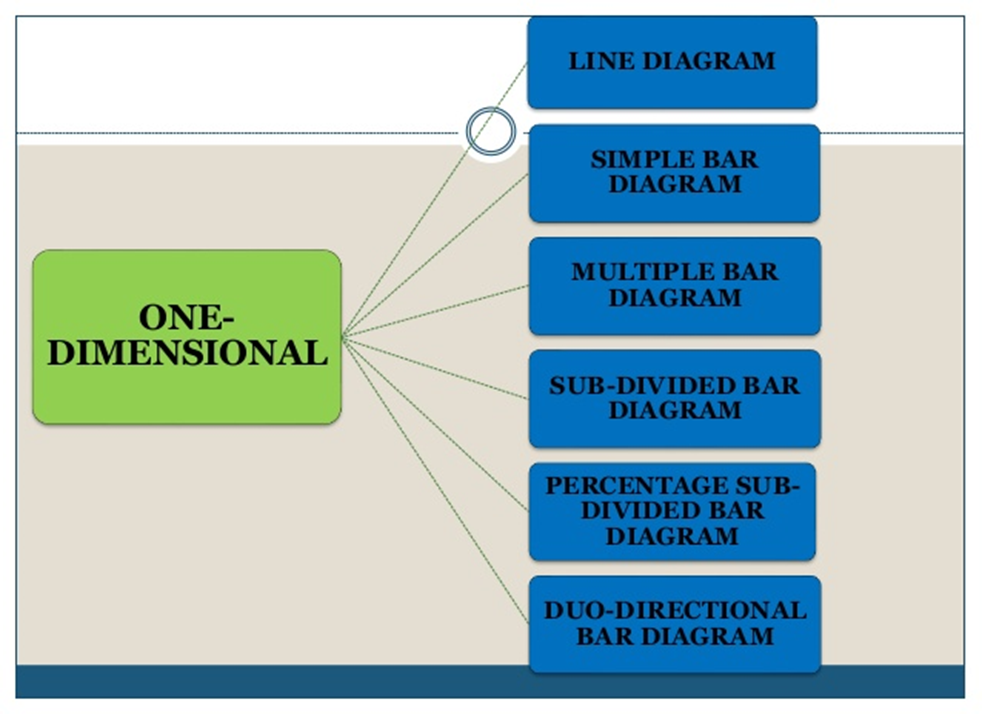 LINE DIAGRAM
SIMPLE BAR
DIAGRAM
MULTIPLE BAR
DIAGRAM
ONE-
DIMENSIONAL
SUB-DIVIDED BAR
DIAGRAM
PERCENTAGE SUB-
DIVIDED BAR
DIAGRAM
DUO-DIRECTIONAL
BAR DIAGRAM